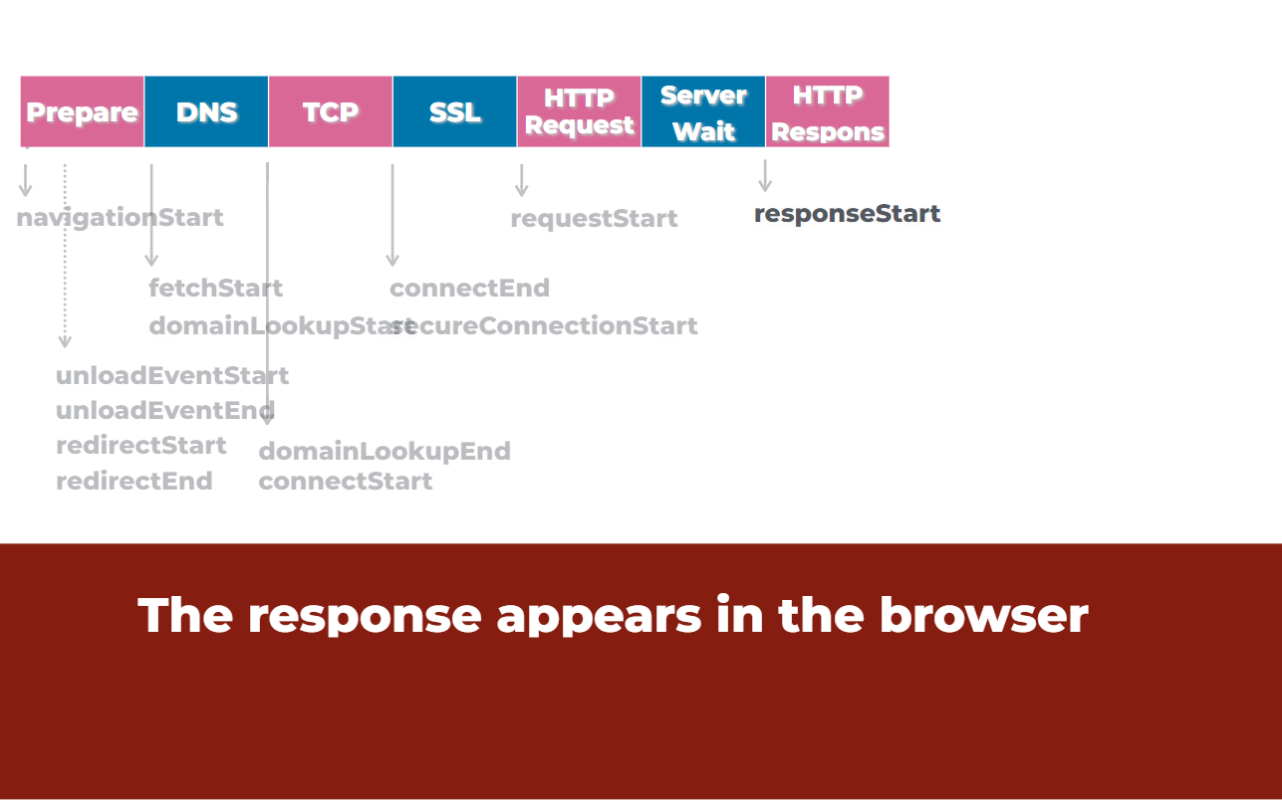 Prepare
DNS
TCP
SSL
HTTP
Request
Server
Wait
HTTP
Respons
navigationStart
requestStart
responseStart
fetchStart
connectEnd
domainLookupStart
secureConnectionStart
unloadEventStart
unloadEventEnd
redirectStart
redirectEnd
domainLookupEnd
connectStart
The response appears in the browser